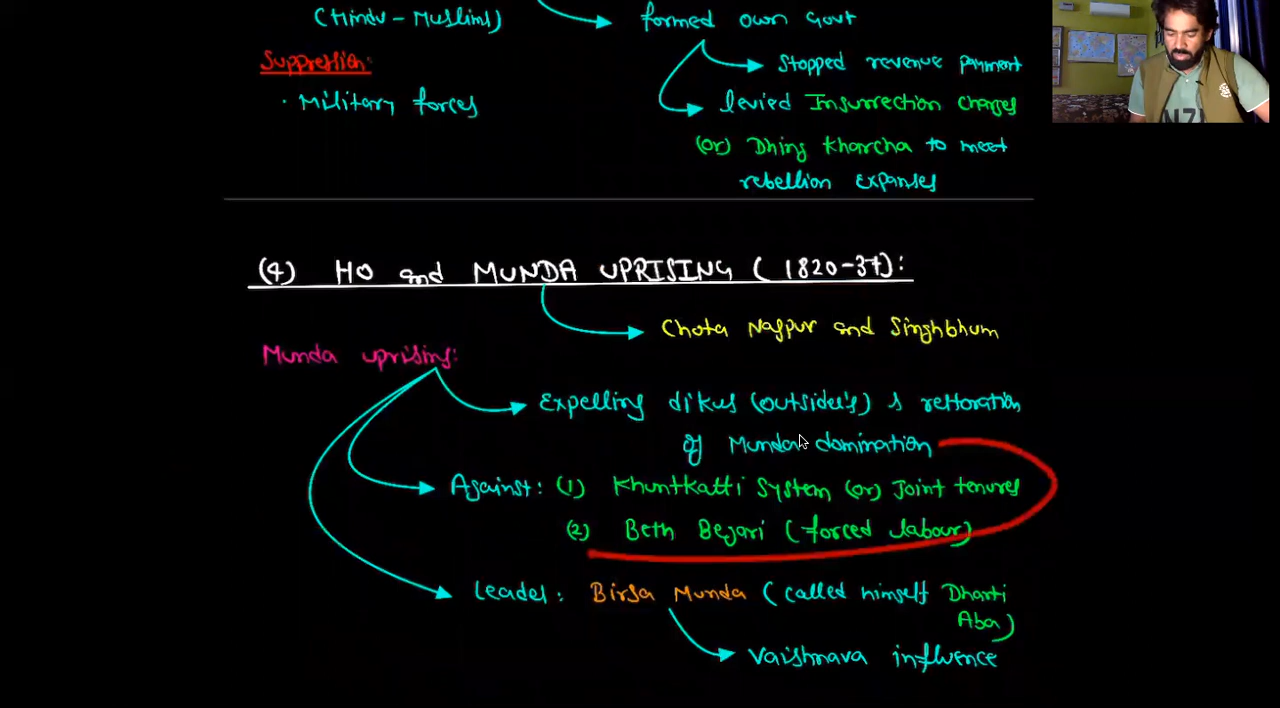 (Hindu-Muslims)
formed own Govt
Suppression:
Stopped revenue payment
· Military forces
levied Insurrection charges
(or) Dhing Kharcha to meet
rebellion Expanses
(4) HO and MUNDA UPRISING (1820-37):
Chota Nagpur and Singhbhum
Munda uprising:
Expelling dikus (outsider's) & restoration
of Munda domination
Against: (1) Khuntkatti System (or) Joint tenures
(2) Beth Begari (forced labour)
Leader: Birsa Munda (called himself Dharti
Aba)
Vaishnava influence